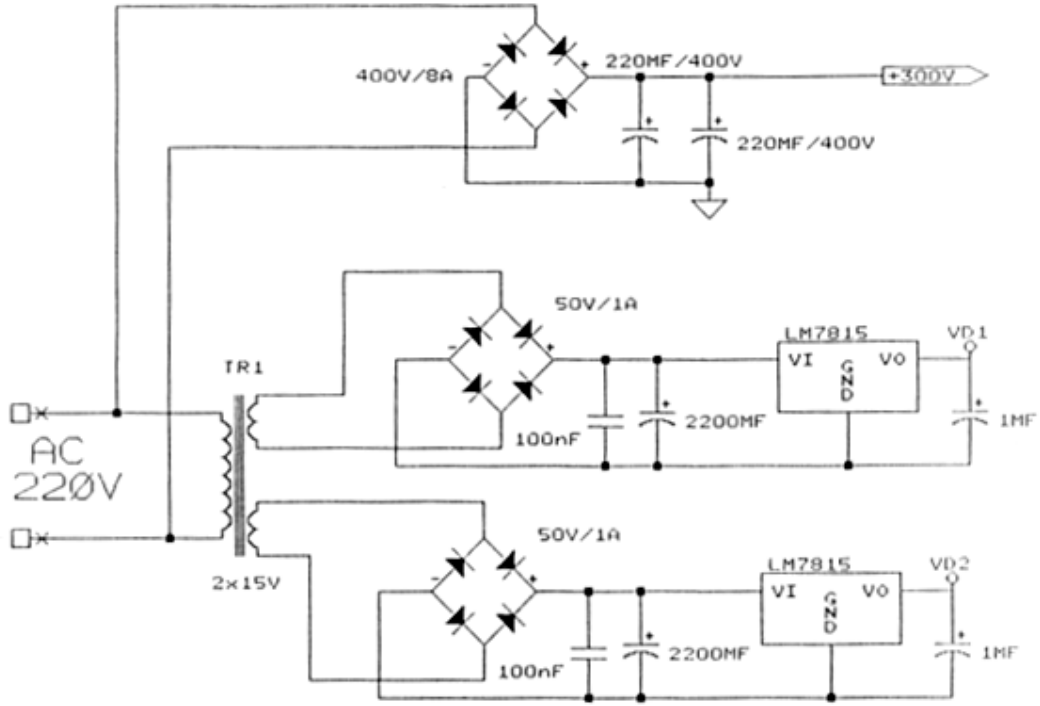 400V/8A
220MF/400V
+300V
220MF/400V
+
+
-
+
50V/1A
-
+
LM7815
VI
GND
VO
VD1
TR1
100nF
+
2200MF
+
1MF
AC
220V
50V/1A
-
+
LM7815
VI
GND
VO
VD2
2x15V
100nF
+
2200MF
+
1MF